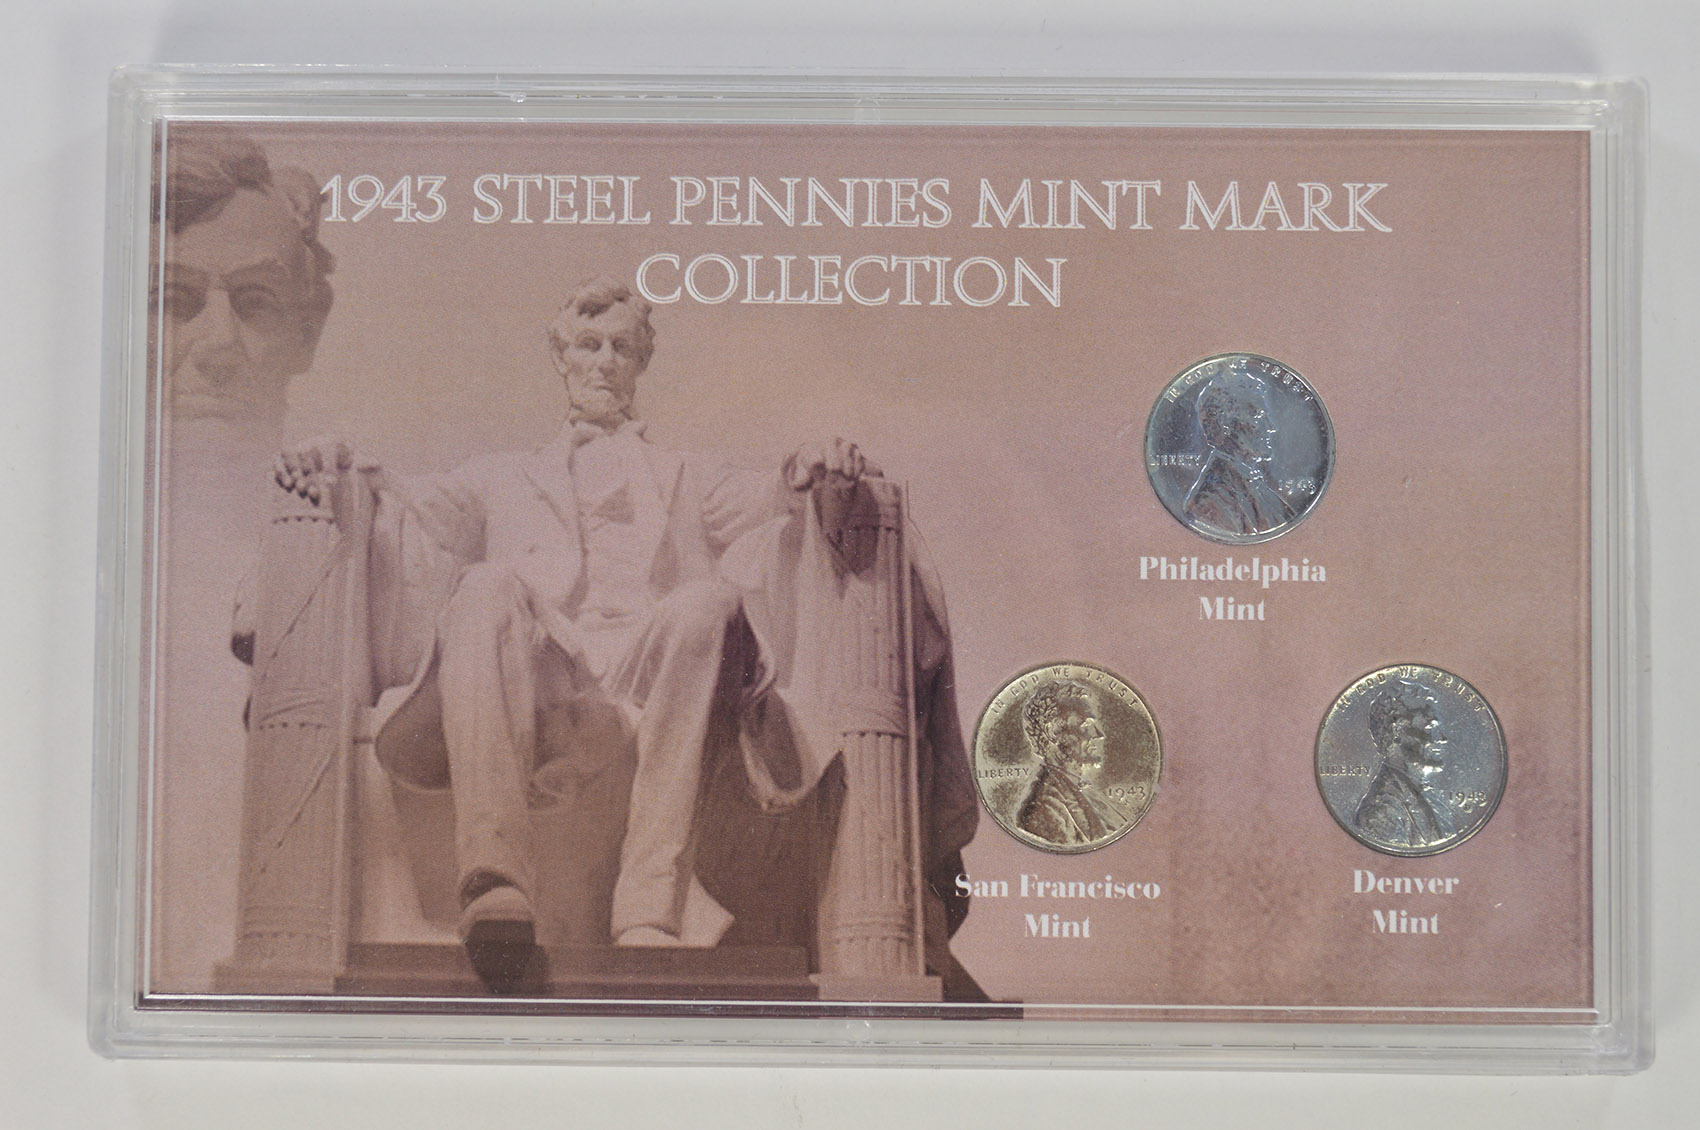 1943 STEEL PENNIES MINT MARK
COLLECTION
IN GOD WE TRUST
LIBERTY
1943
Philadelphia
Mint
IN GOD WE TRUST
LIBERTY
1943
San Francisco
Mint
IN GOD WE TRUST
LIBERTY
1943
Denver
Mint